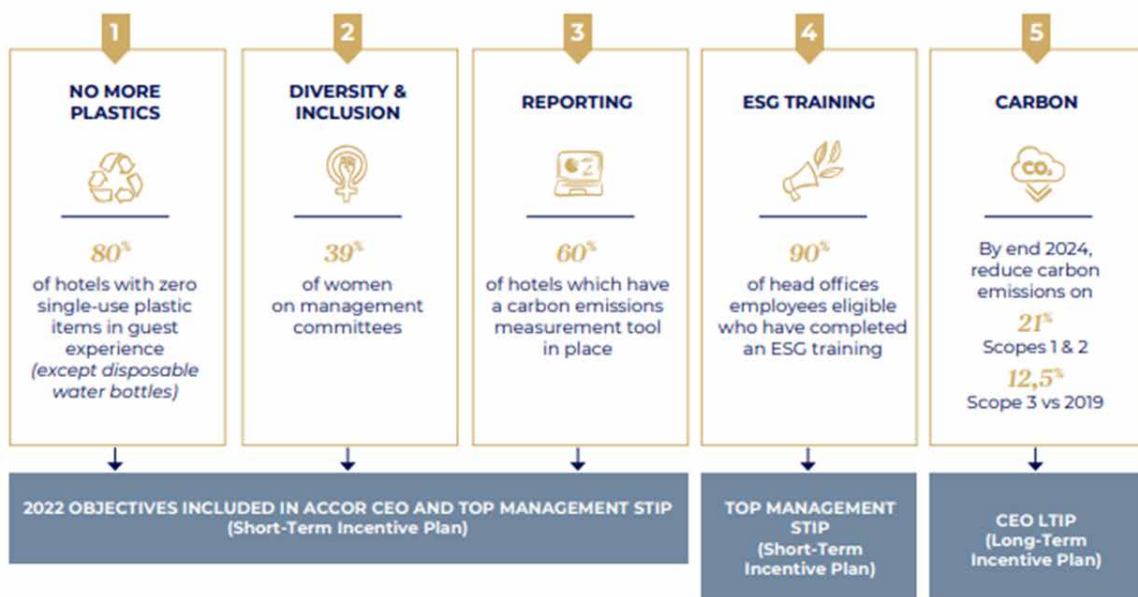 1
NO MORE
PLASTICS
80%
of hotels with zero
single-use plastic
items in guest
experience
(except disposable
water bottles)
2
DIVERSITY &
INCLUSION
39%
of women
on management
committees
3
REPORTING
60%
of hotels which have
a carbon emissions
measurement tool
in place
4
ESG TRAINING
90%
of head offices
employees eligible
who have completed
an ESG training
5
CARBON
CO₂
By end 2024,
reduce carbon
emissions on
21%
Scopes 1 & 2
12,5%
Scope 3 vs 2019
2022 OBJECTIVES INCLUDED IN ACCOR CEO AND TOP MANAGEMENT STIP
(Short-Term Incentive Plan)
TOP MANAGEMENT
STIP
(Short-Term
Incentive Plan)
CEO LTIP
(Long-Term
Incentive Plan)